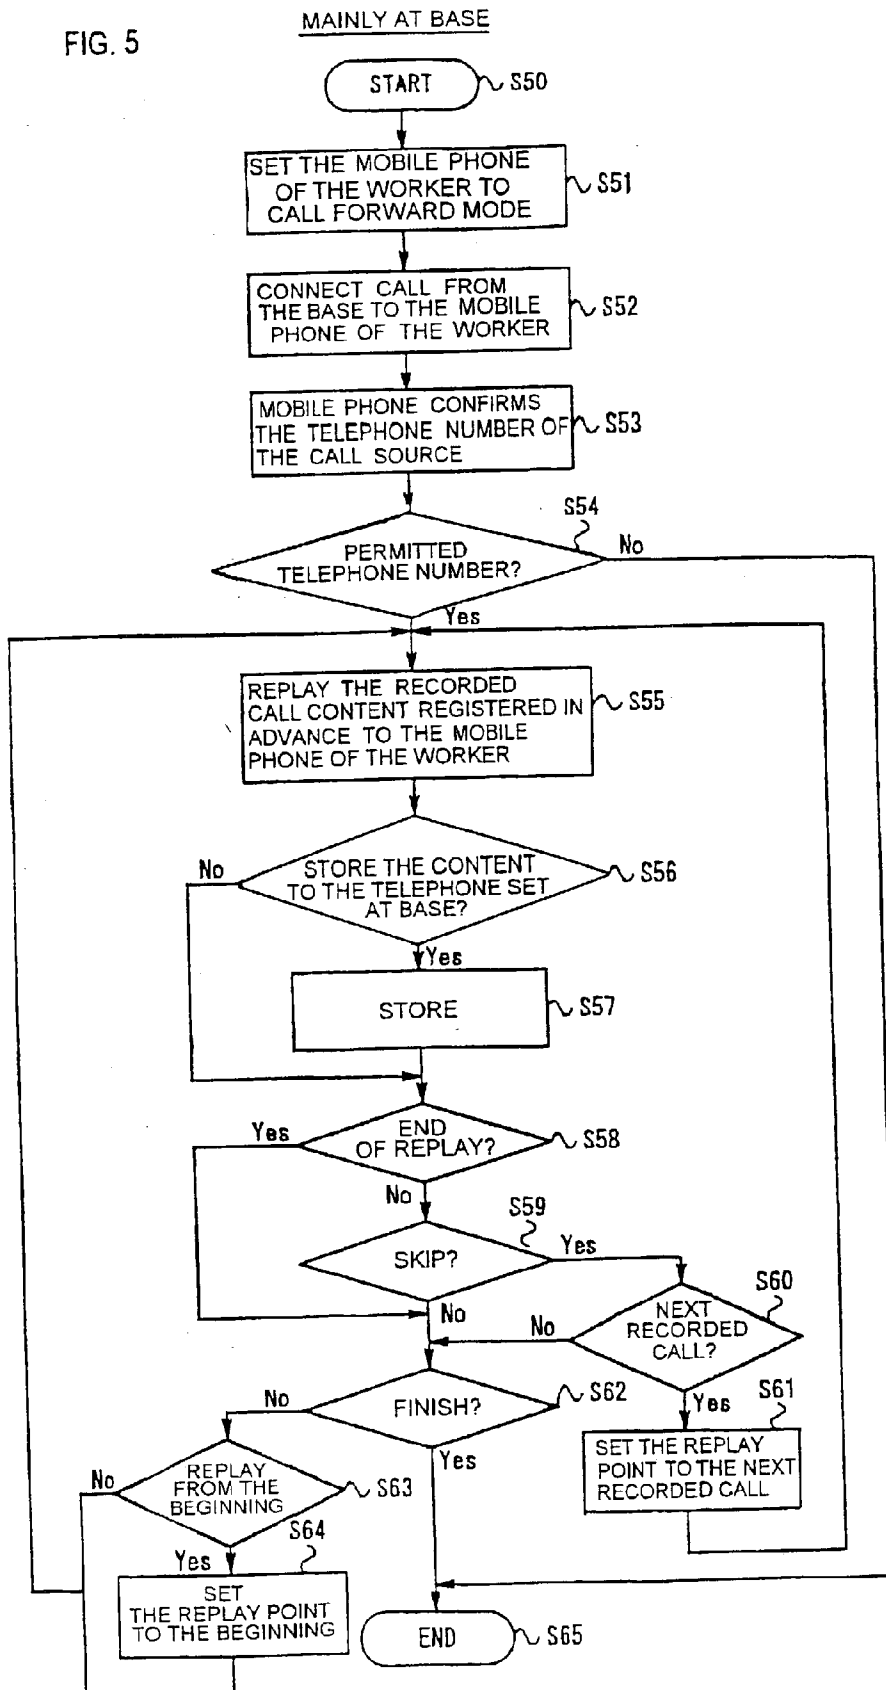 MAINLY AT BASE
FIG. 5
START
S50
SET THE MOBILE PHONE
OF THE WORKER TO
CALL FORWARD MODE
S51
CONNECT CALL FROM
THE BASE TO THE MOBILE
PHONE OF THE WORKER
S52
MOBILE PHONE CONFIRMS
THE TELEPHONE NUMBER OF
THE CALL SOURCE
S53
S54
PERMITTED
TELEPHONE NUMBER?
No
Yes
REPLAY THE RECORDED
CALL CONTENT REGISTERED IN
ADVANCE TO THE MOBILE
PHONE OF THE WORKER
S55
No
STORE THE CONTENT
TO THE TELEPHONE SET
AT BASE?
S56
Yes
STORE
S57
Yes
END
OF REPLAY?
S58
No
S59
SKIP?
Yes
No
S60
NEXT
RECORDED
CALL?
No
Yes
S61
SET THE REPLAY
POINT TO THE NEXT
RECORDED CALL
No
FINISH?
S62
Yes
No
REPLAY
FROM THE
BEGINNING
S63
Yes
S64
SET
THE REPLAY POINT
TO THE BEGINNING
END
S65